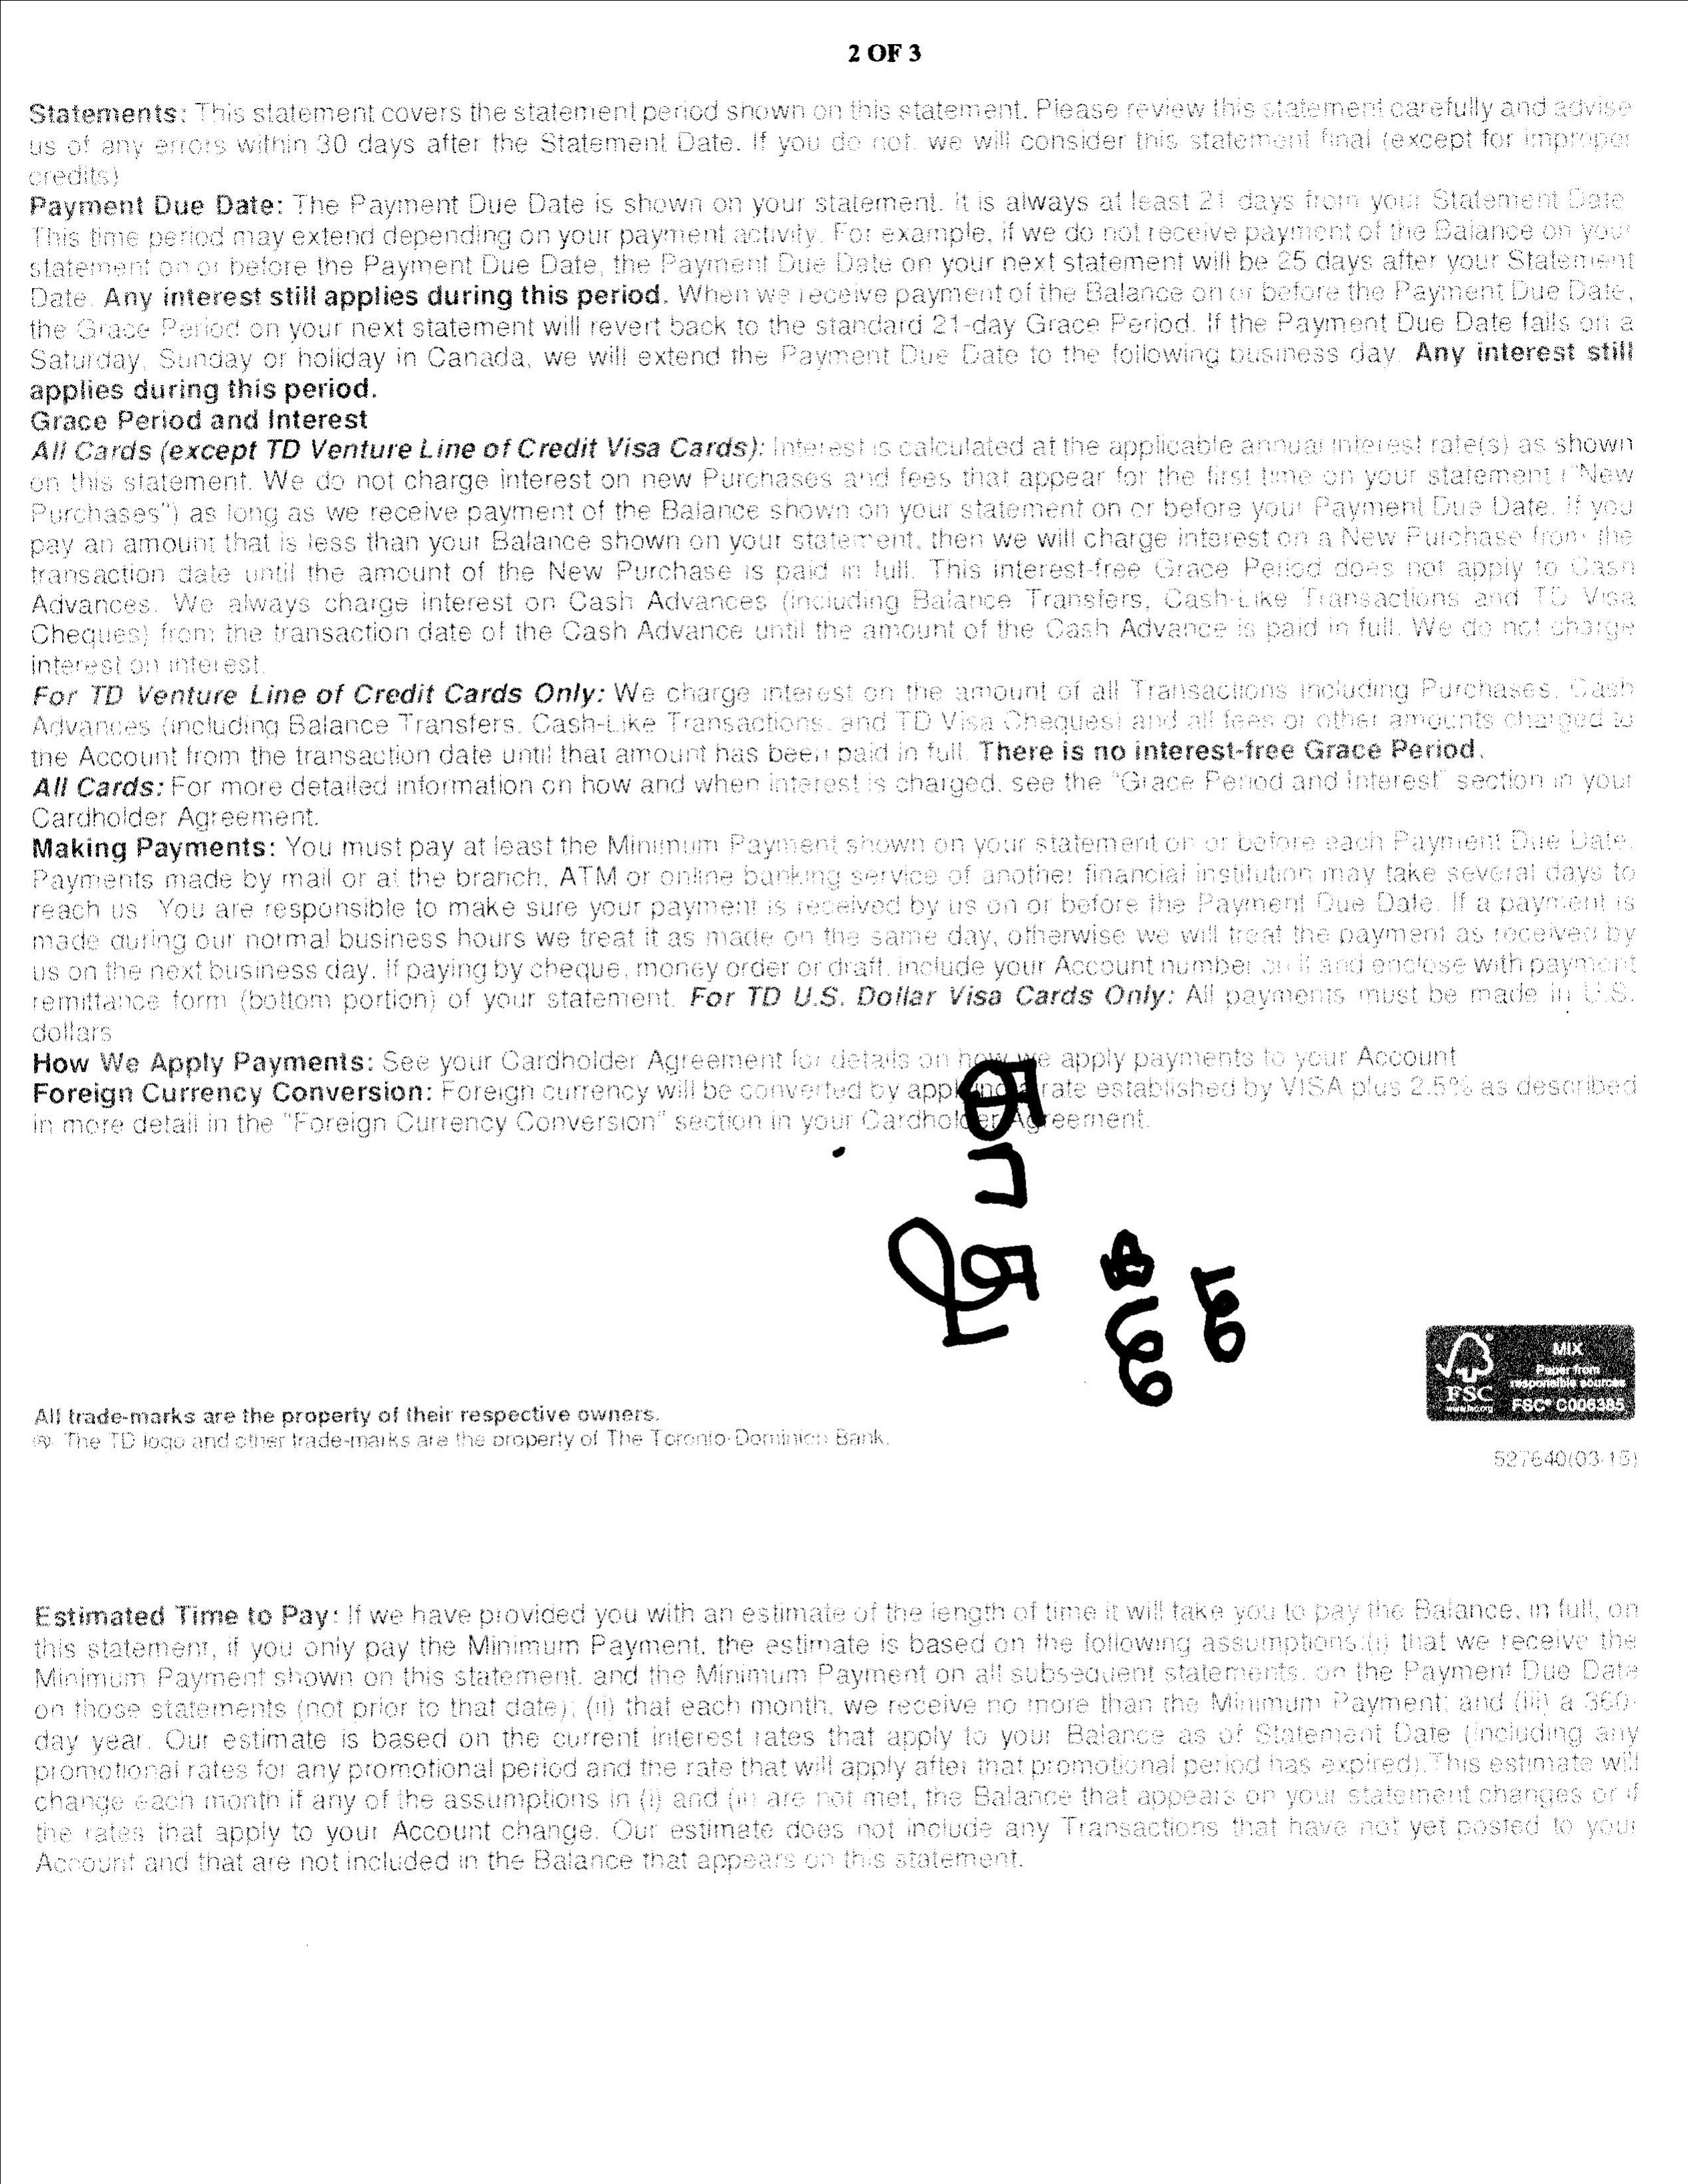 2 OF 3
Statements: This statement covers the statement period shown on this statement. Please review this statement carefully and advise
us of any errors within 30 days after the Statement Date. If you do not, we will consider this statement final (except for improper
credits)
Payment Due Date: The Payment Due Date is shown on your statement. It is always at least 21 days from your Statement Date
This time period may extend depending on your payment activity. For example, if we do not receive payment of the Balance on your
statement on or before the Payment Due Date, the Payment Due Date on your next statement will be 25 days after your Statement
Date. Any interest still applies during this period. When we receive payment of the Balance on or before the Payment Due Date,
the Grace Period on your next statement will revert back to the standard 21-day Grace Period. If the Payment Due Date falls on a
Saturday, Sunday or holiday in Canada, we will extend the Payment Due Date to the following business day. Any interest still
applies during this period.
Grace Period and Interest
All Cards (except TD Venture Line of Credit Visa Cards): Interest is calculated at the applicable annual interest rate(s) as shown
on this statement. We do not charge interest on new Purchases and fees that appear for the first time on your statement ("New
Purchases") as long as we receive payment of the Balance shown on your statement on or before your Payment Due Date. If you
pay an amount that is less than your Balance shown on your statement, then we will charge interest on a New Purchase from the
transaction date until the amount of the New Purchase is paid in full. This interest-free Grace Period does not apply to Cash
Advances. We always charge interest on Cash Advances (including Balance Transfers, Cash-Like Transactions and TD Visa
Cheques) from the transaction date of the Cash Advance until the amount of the Cash Advance is paid in full. We do not charge
interest on interest.
For TD Venture Line of Credit Cards Only: We charge interest on the amount of all Transactions including Purchases, Cash
Advances (including Balance Transfers, Cash-Like Transactions, and TD Visa Cheques) and all fees or other amounts charged to
the Account from the transaction date until that amount has been paid in full. There is no interest-free Grace Period.
All Cards: For more detailed information on how and when interest is charged, see the "Grace Period and Interest" section in your
Cardholder Agreement.
Making Payments: You must pay at least the Minimum Payment shown on your statement on or before each Payment Due Date.
Payments made by mail or at the branch, ATM or online banking service of another financial institution may take several days to
reach us. You are responsible to make sure your payment is received by us on or before the Payment Due Date. If a payment is
made during our normal business hours we treat it as made on the same day, otherwise we will treat the payment as received by
us on the next business day. If paying by cheque, money order or draft, include your Account number on it and enclose with payment
remittance form (bottom portion) of your statement. For TD U.S. Dollar Visa Cards Only: All payments must be made in U.S.
dollars
How We Apply Payments: See your Cardholder Agreement for details on how we apply payments to your Account
Foreign Currency Conversion: Foreign currency will be converted by applying a rate established by VISA plus 2.5% as described
in more detail in the "Foreign Currency Conversion" section in your Cardholder Agreement.
MIX
Paper from
responsible sources
FSC
FSC® C006385
All trade-marks are the property of their respective owners.
® The TD logo and other trade-marks are the property of The Toronto-Dominion Bank.
527640(03-15)
Estimated Time to Pay: If we have provided you with an estimate of the length of time it will take you to pay the Balance, in full, on
this statement, if you only pay the Minimum Payment, the estimate is based on the following assumptions:(i) that we receive the
Minimum Payment shown on this statement, and the Minimum Payment on all subsequent statements, on the Payment Due Date
on those statements (not prior to that date); (ii) that each month, we receive no more than the Minimum Payment; and (iii) a 360-
day year. Our estimate is based on the current interest rates that apply to your Balance as of Statement Date (including any
promotional rates for any promotional period and the rate that will apply after that promotional period has expired).This estimate will
change each month if any of the assumptions in (i) and (ii) are not met, the Balance that appears on your statement changes or if
the rates that apply to your Account change. Our estimate does not include any Transactions that have not yet posted to your
Account and that are not included in the Balance that appears on this statement.